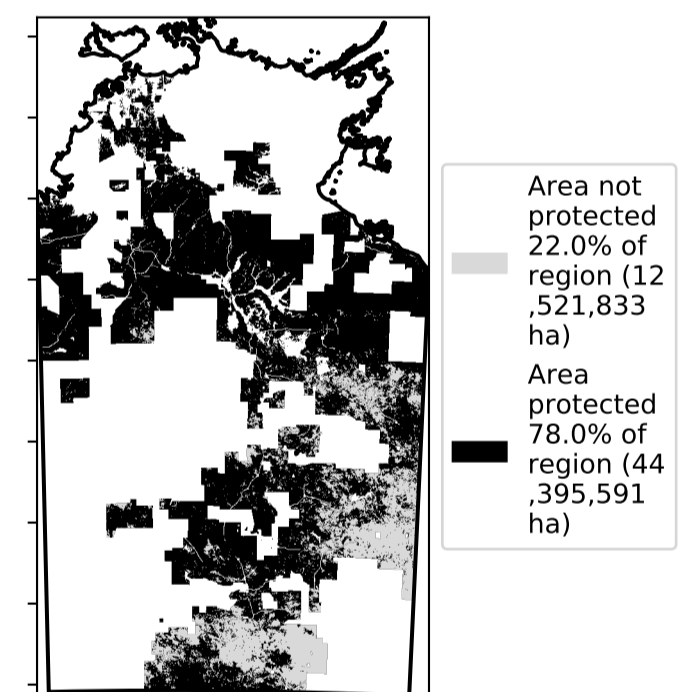 Area not
protected
22.0% of
region (12
,521,833
ha)
Area
protected
78.0% of
region (44
,395,591
ha)